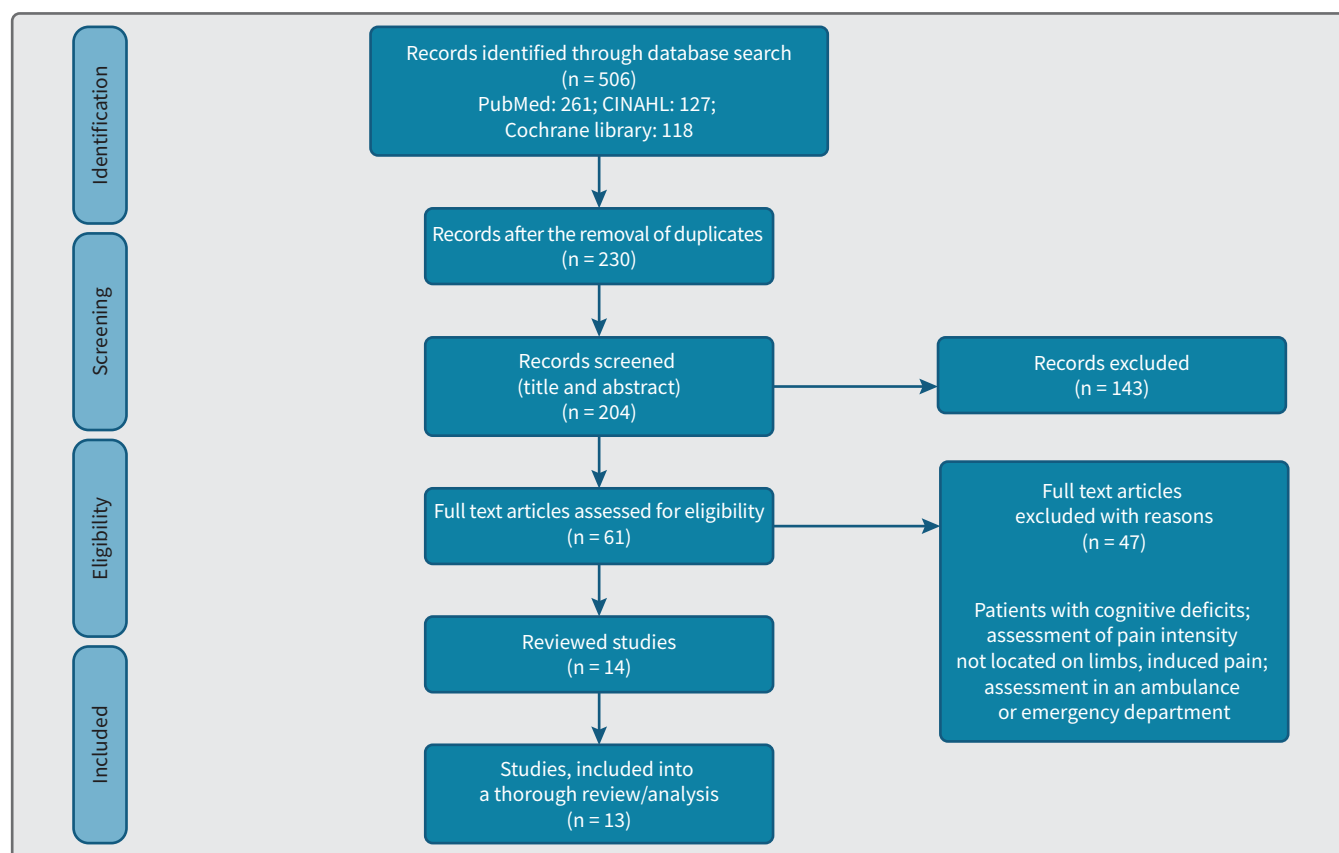 Identification
Records identified through database search
(n = 506)
PubMed: 261; CINAHL: 127;
Cochrane library: 118
Records after the removal of duplicates
(n = 230)
Screening
Records screened
(title and abstract)
(n = 204)
Records excluded
(n = 143)
Eligibility
Full text articles assessed for eligibility
(n = 61)
Full text articles
excluded with reasons
(n = 47)
Patients with cognitive deficits;
assessment of pain intensity
not located on limbs, induced pain;
assessment in an ambulance
or emergency department
Reviewed studies
(n = 14)
Included
Studies, included into
a thorough review/analysis
(n = 13)